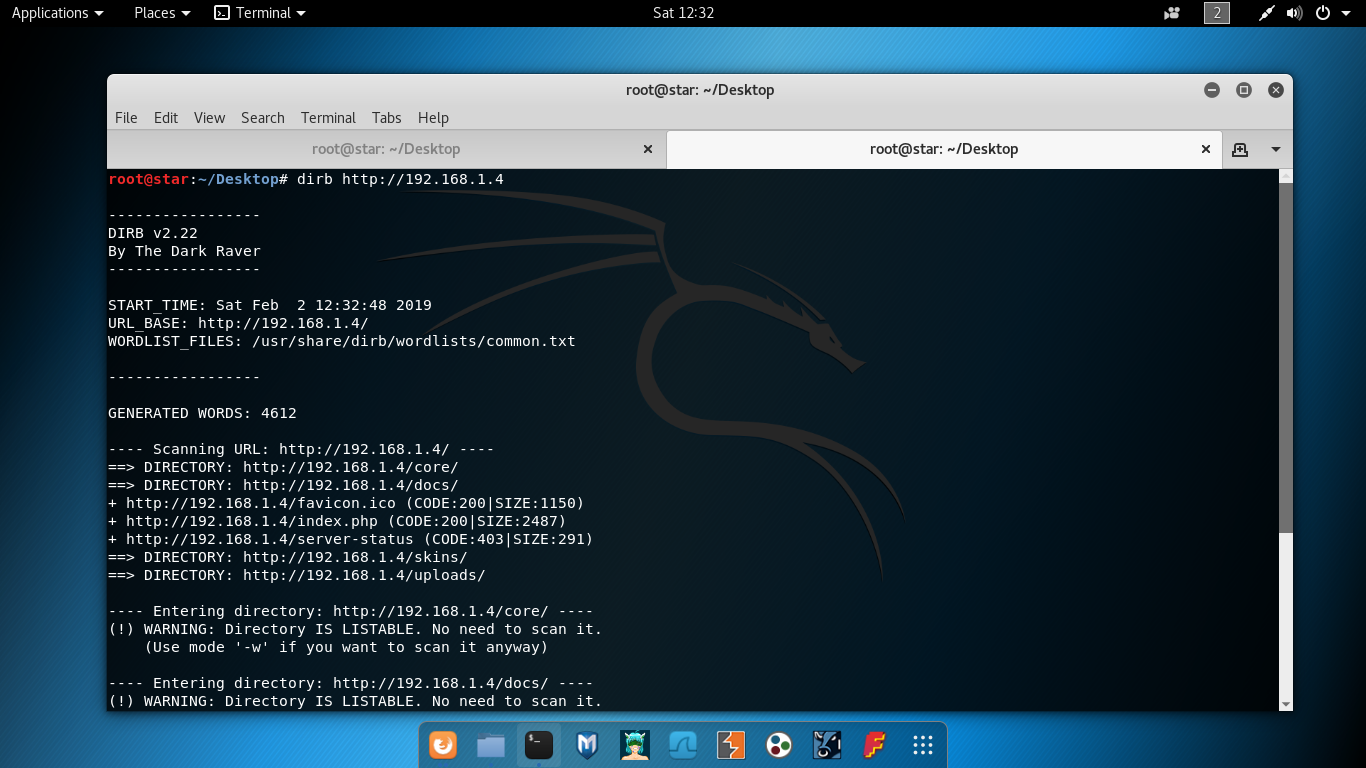 Applications Places Terminal Sat 12:32 2
root@star: ~/Desktop
File Edit View Search Terminal Tabs Help
root@star: ~/Desktop root@star: ~/Desktop
root@star:~/Desktop# dirb http://192.168.1.4
-----------------
DIRB v2.22
By The Dark Raver
-----------------
START_TIME: Sat Feb  2 12:32:48 2019
URL_BASE: http://192.168.1.4/
WORDLIST_FILES: /usr/share/dirb/wordlists/common.txt
-----------------
GENERATED WORDS: 4612
---- Scanning URL: http://192.168.1.4/ ----
==> DIRECTORY: http://192.168.1.4/core/
==> DIRECTORY: http://192.168.1.4/docs/
+ http://192.168.1.4/favicon.ico (CODE:200|SIZE:1150)
+ http://192.168.1.4/index.php (CODE:200|SIZE:2487)
+ http://192.168.1.4/server-status (CODE:403|SIZE:291)
==> DIRECTORY: http://192.168.1.4/skins/
==> DIRECTORY: http://192.168.1.4/uploads/
---- Entering directory: http://192.168.1.4/core/ ----
(!) WARNING: Directory IS LISTABLE. No need to scan it.
    (Use mode '-w' if you want to scan it anyway)
---- Entering directory: http://192.168.1.4/docs/ ----
(!) WARNING: Directory IS LISTABLE. No need to scan it.